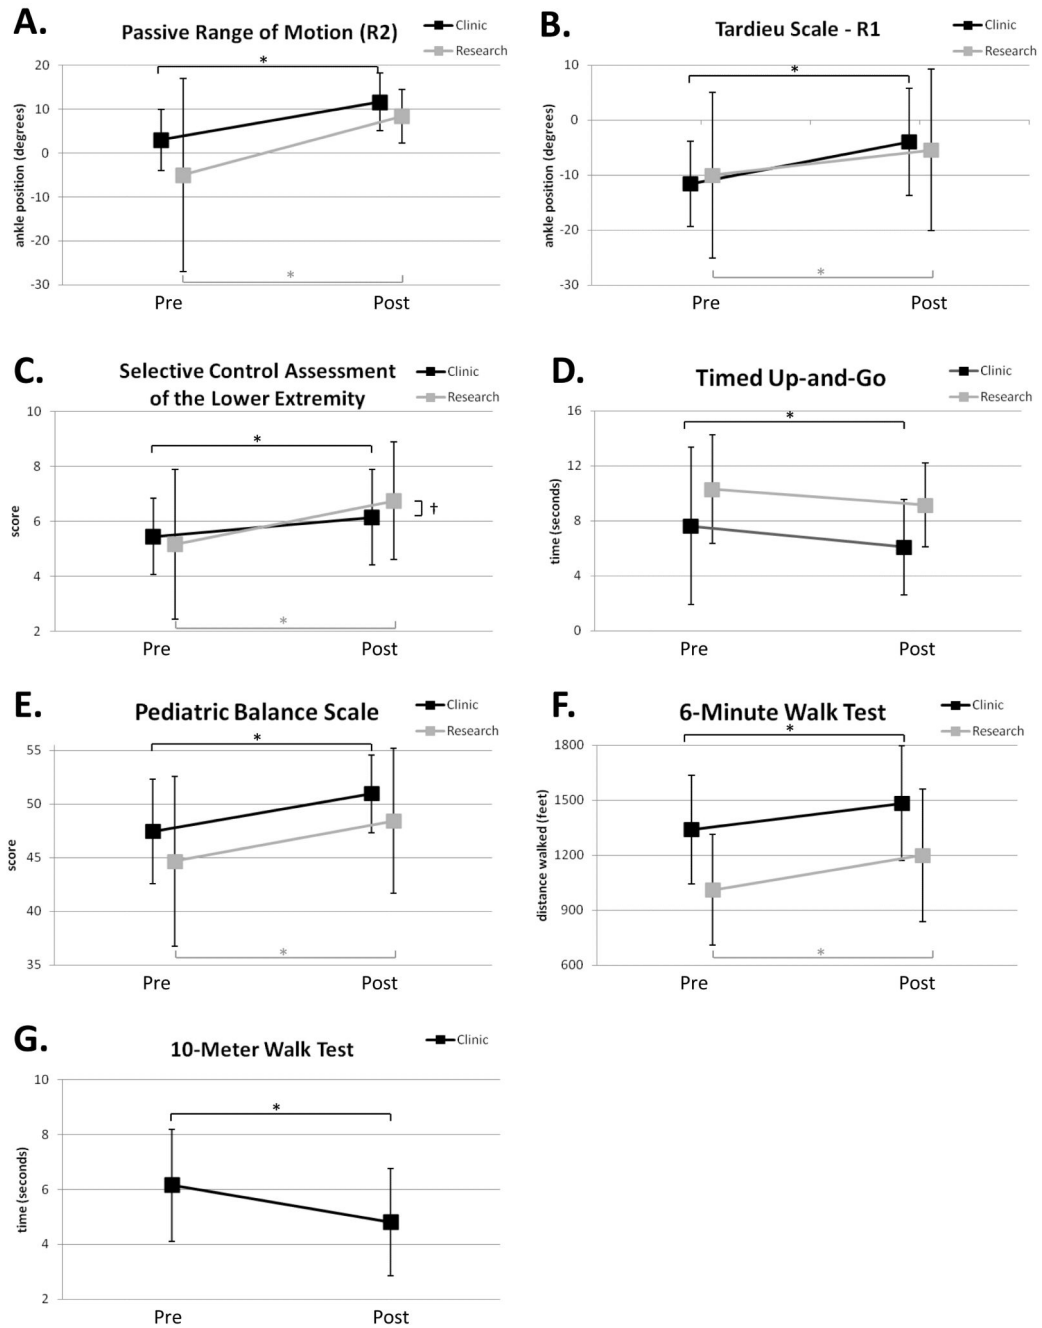 A.
Passive Range of Motion (R2)
Clinic
Research
*
20
10
0
-10
-20
-30
ankle position (degrees)
*
Pre
Post
B.
Tardieu Scale - R1
Clinic
Research
*
10
0
-10
-20
-30
ankle position (degrees)
*
Pre
Post
C.
Selective Control Assessment
of the Lower Extremity
Clinic
Research
*
10
8
6
4
2
score
†
*
Pre
Post
D.
Timed Up-and-Go
Clinic
Research
*
16
12
8
4
0
time (seconds)
Pre
Post
E.
Pediatric Balance Scale
Clinic
Research
*
55
50
45
40
35
score
*
Pre
Post
F.
6-Minute Walk Test
Clinic
Research
*
1800
1500
1200
900
600
distance walked (feet)
*
Pre
Post
G.
10-Meter Walk Test
Clinic
*
10
8
6
4
2
time (seconds)
Pre
Post